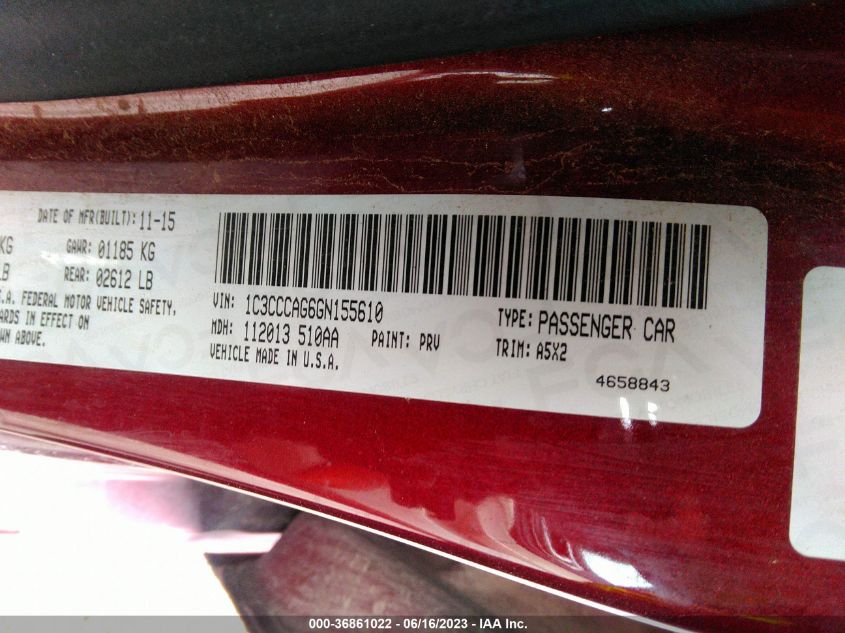 DATE OF MFR(BUILT): 11-15
KG GAWR: 01185 KG
LB REAR: 02612 LB
.A. FEDERAL MOTOR VEHICLE SAFETY,
ARDS IN EFFECT ON
WN ABOVE.
VIN: 1C3CCCAG6GN155610
MDH: 112013 510AA PAINT: PRV
VEHICLE MADE IN U.S.A.
TYPE: PASSENGER CAR
TRIM: A5X2
4658843
000-36861022 - 06/16/2023 - IAA Inc.